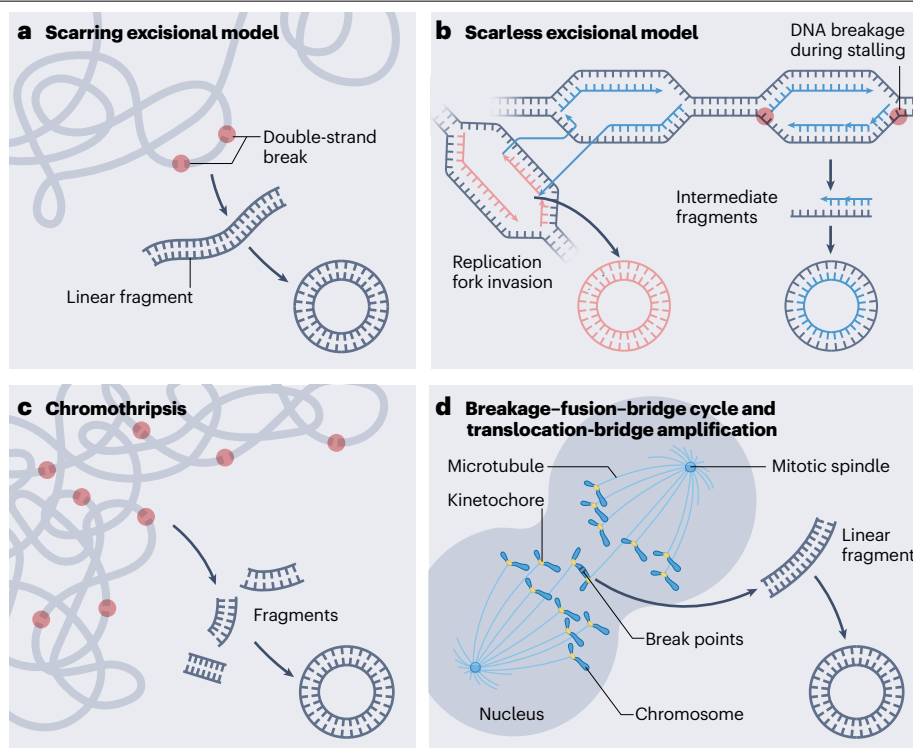 a Scarring excisional model
Double-strand
break
Linear fragment
b Scarless excisional model
DNA breakage
during stalling
Intermediate
fragments
Replication
fork invasion
c Chromothripsis
Fragments
d Breakage–fusion–bridge cycle and
translocation-bridge amplification
Microtubule
Mitotic spindle
Kinetochore
Linear
fragment
Break points
Nucleus
Chromosome